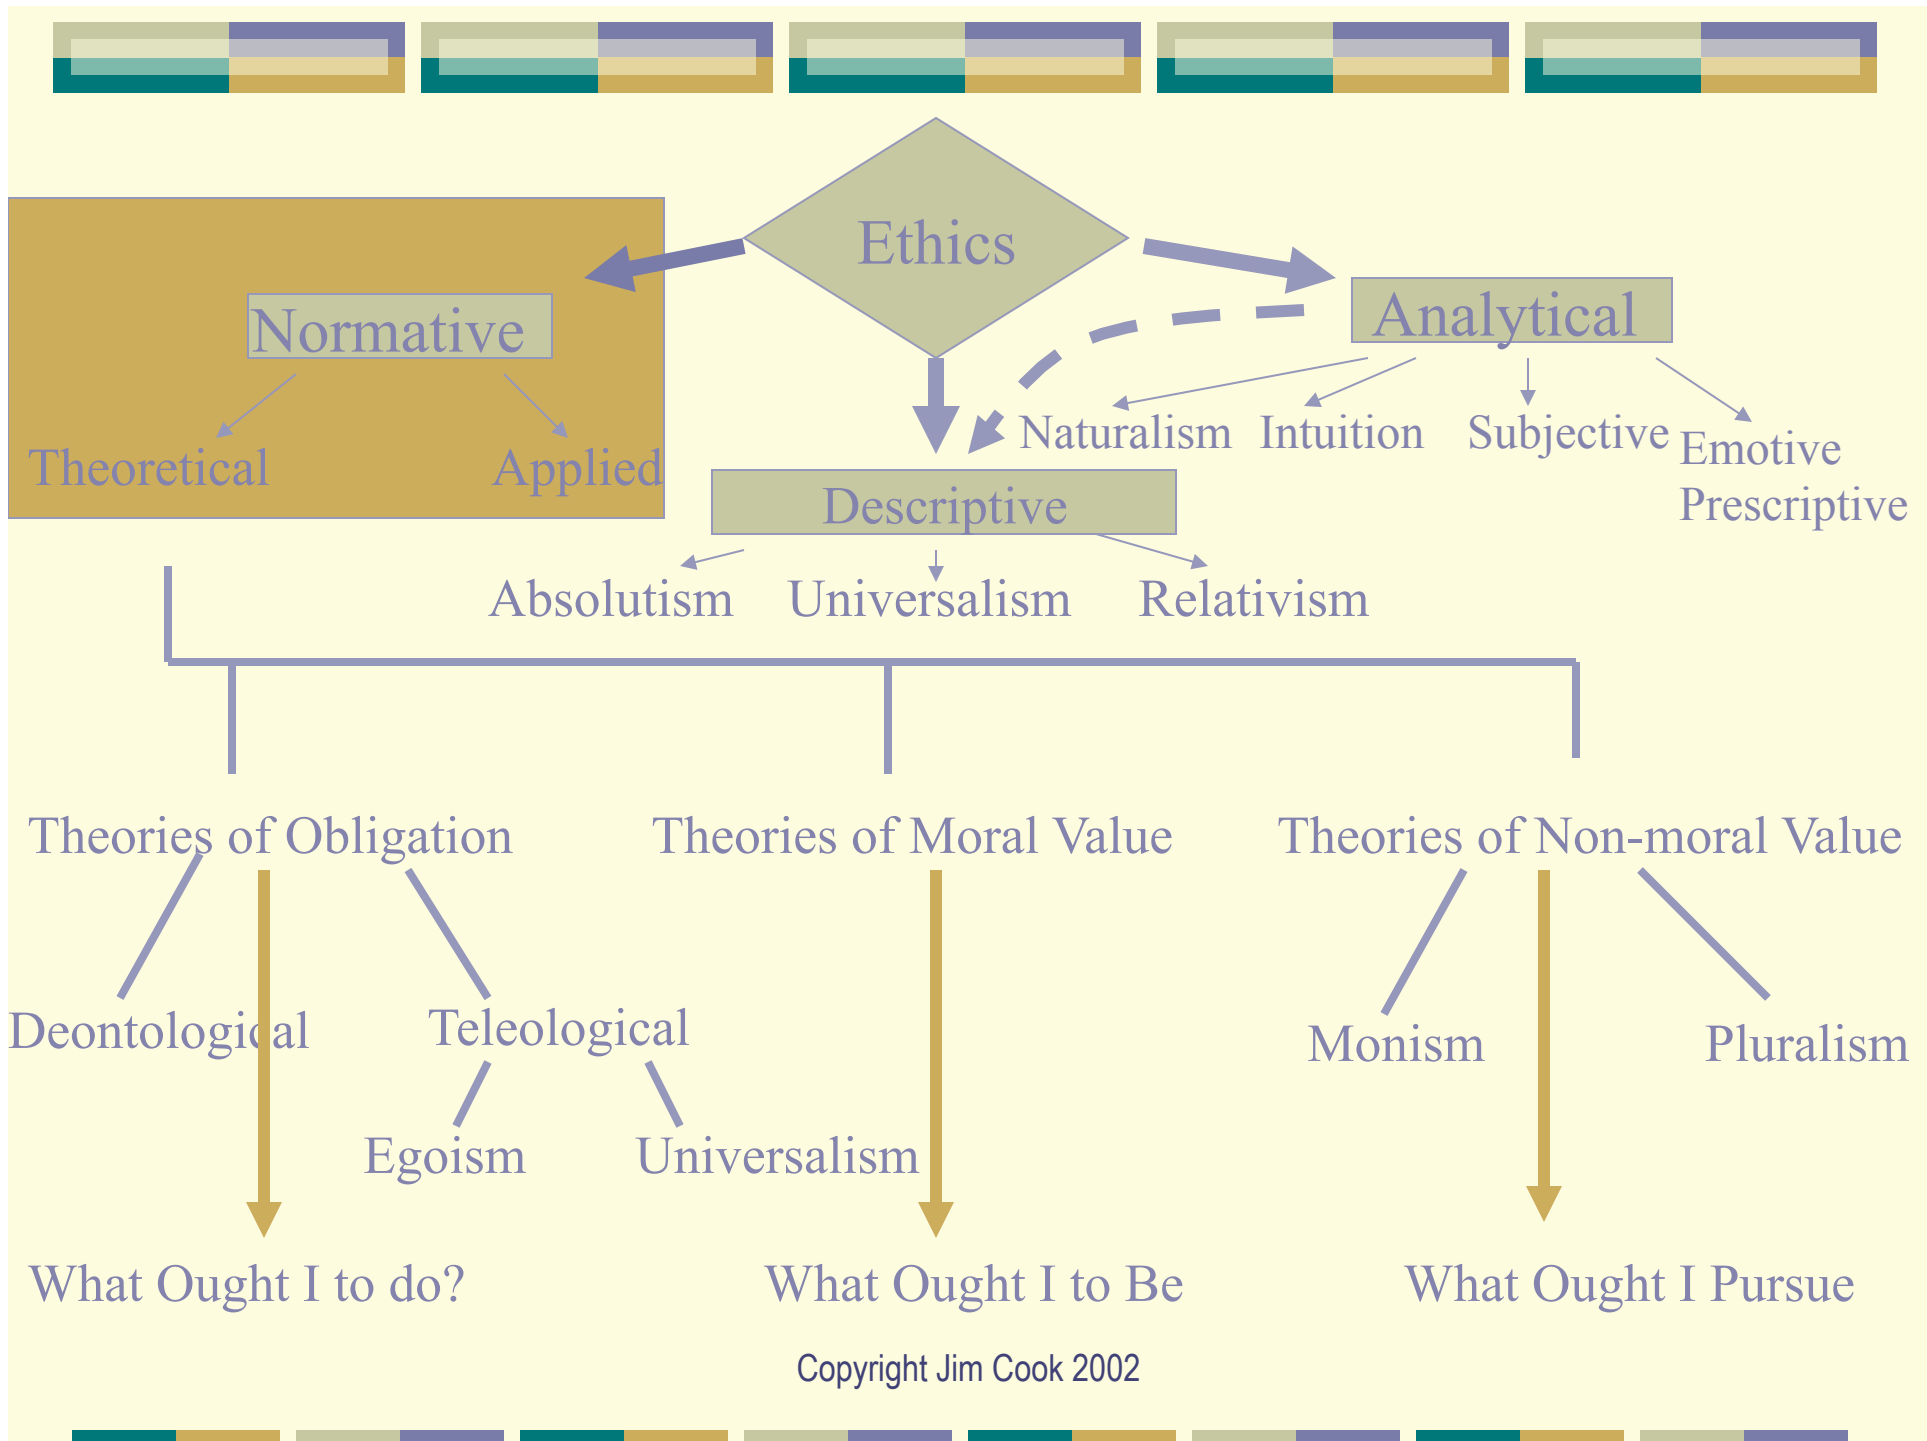 Ethics
Normative
Analytical
Theoretical
Applied
Naturalism
Intuition
Subjective
Emotive
Prescriptive
Descriptive
Absolutism
Universalism
Relativism
Theories of Obligation
Theories of Moral Value
Theories of Non-moral Value
Deontological
Teleological
Monism
Pluralism
Egoism
Universalism
What Ought I to do?
What Ought I to Be
What Ought I Pursue
Copyright Jim Cook 2002